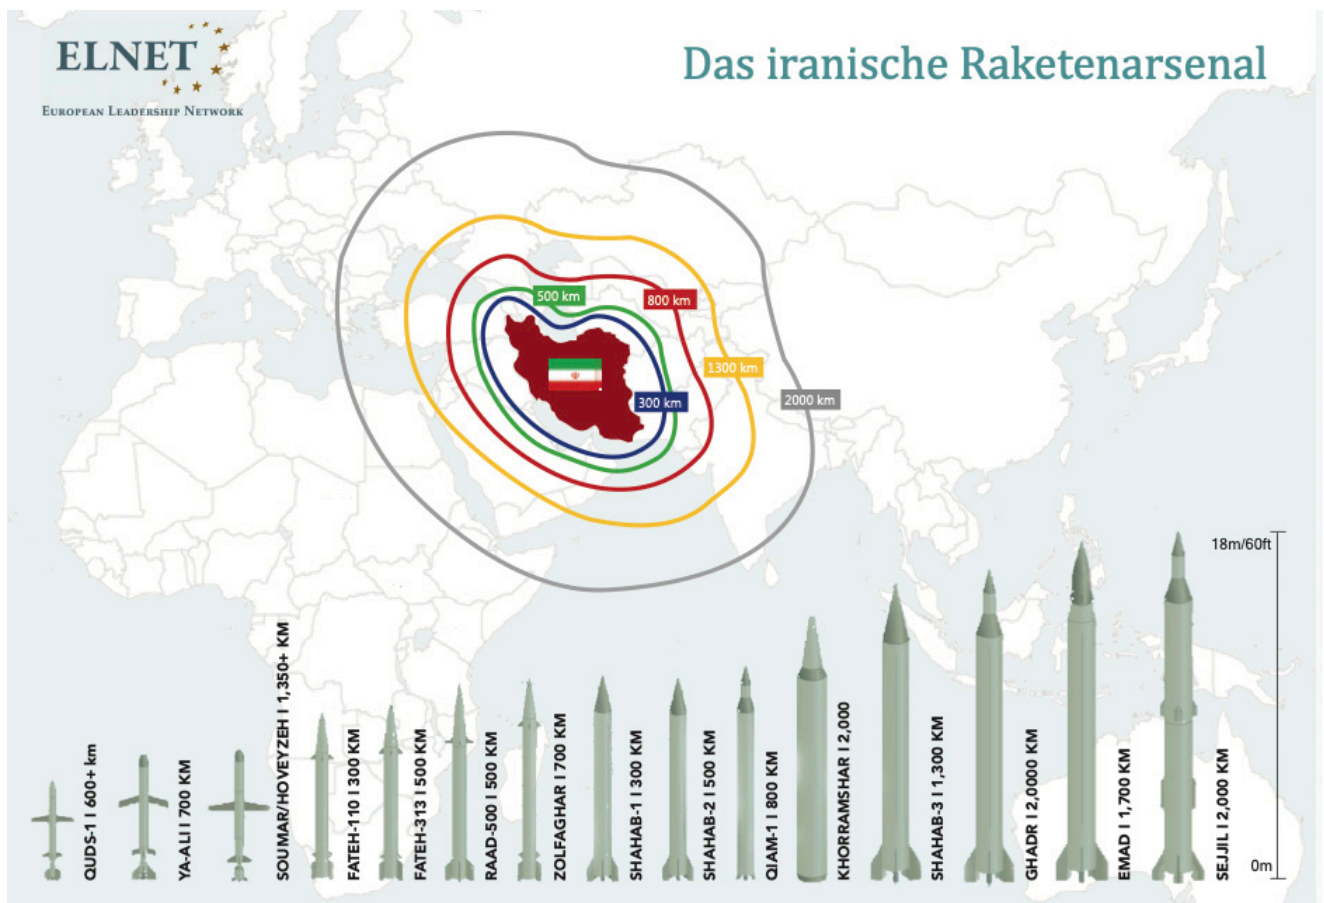 ELNET
EUROPEAN LEADERSHIP NETWORK
Das iranische Raketenarsenal
500 km
800 km
1300 km
300 km
2000 km
18m/60ft
0m
QUDS-1 I 600+ km
YA-ALI I 700 KM
SOUMAR/HOVEYZEH I 1,350+ KM
FATEH-110 I 300 KM
FATEH-313 I 500 KM
RAAD-500 I 500 KM
ZOLFAGHAR I 700 KM
SHAHAB-1 I 300 KM
SHAHAB-2 I 500 KM
QIAM-1 I 800 KM
KHORRAMSHAR I 2,000
SHAHAB-3 I 1,300 KM
GHADR I 2,0000 KM
EMAD I 1,700 KM
SEJJIL I 2,000 KM